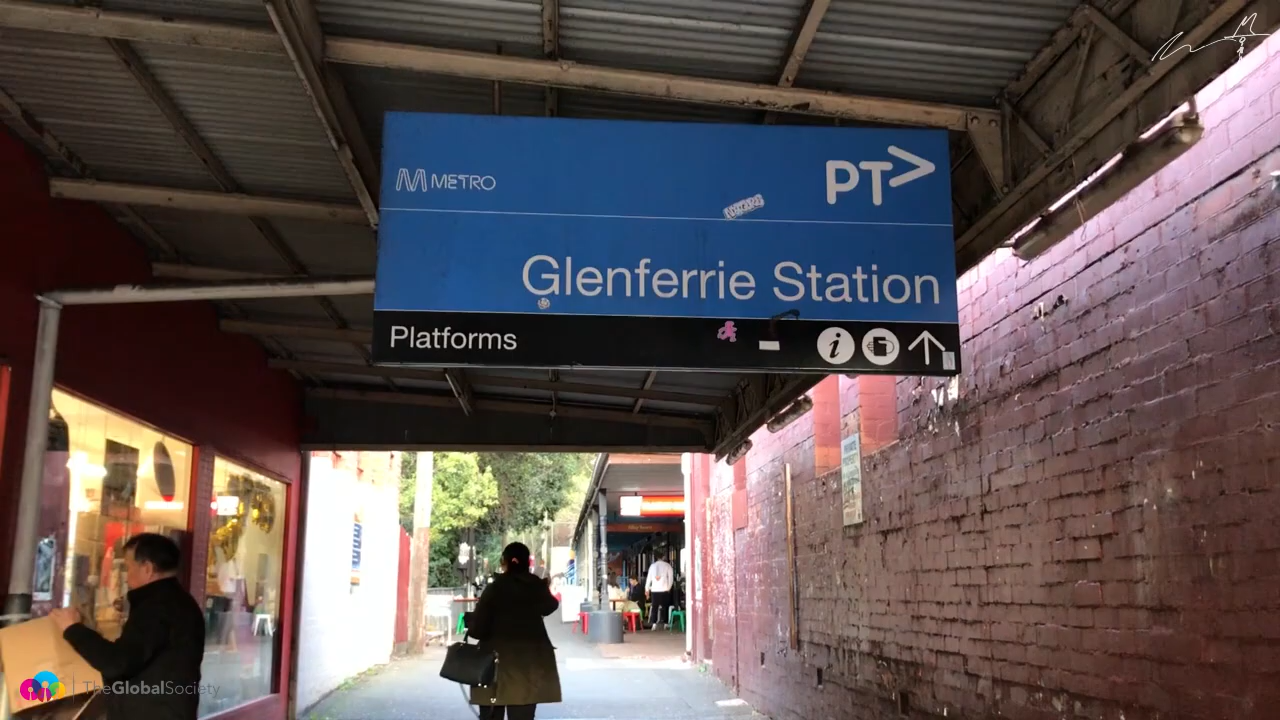 METRO
PT>
Glenferrie Station
Platforms
i
TheGlobalSociety